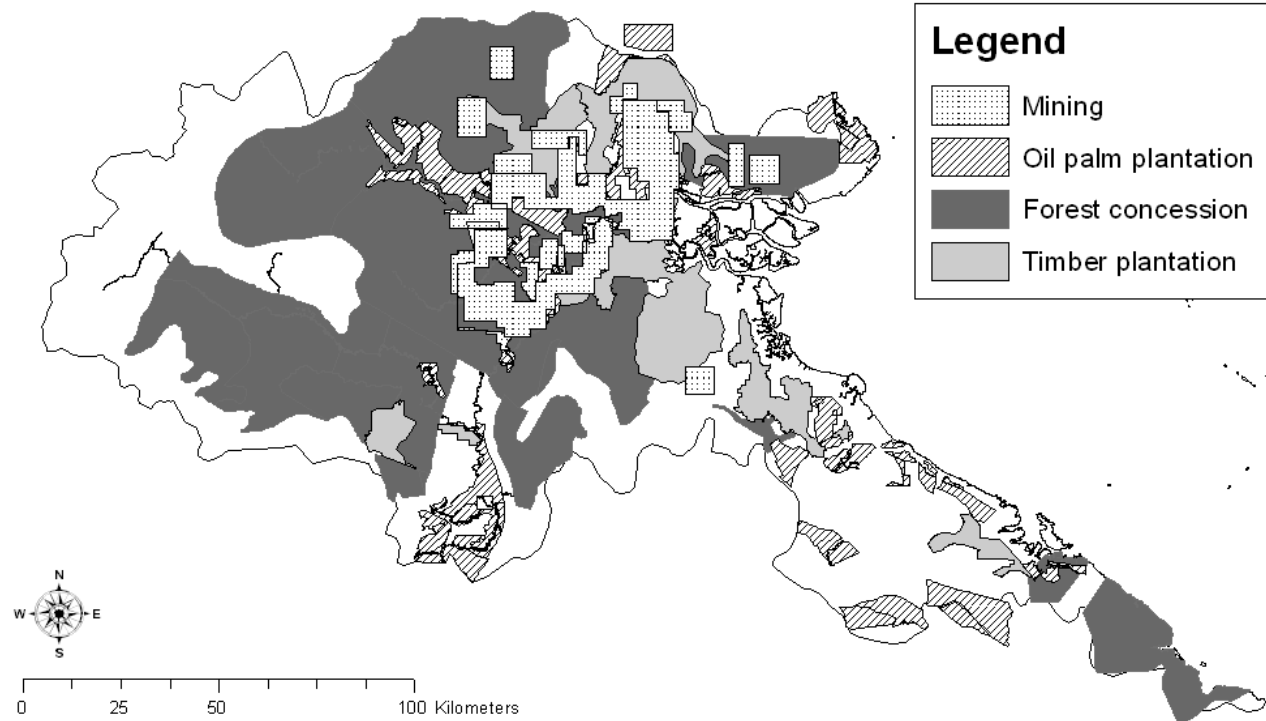 Legend
Mining
Oil palm plantation
Forest concession
Timber plantation
N
W E
S
0 25 50 100 Kilometers